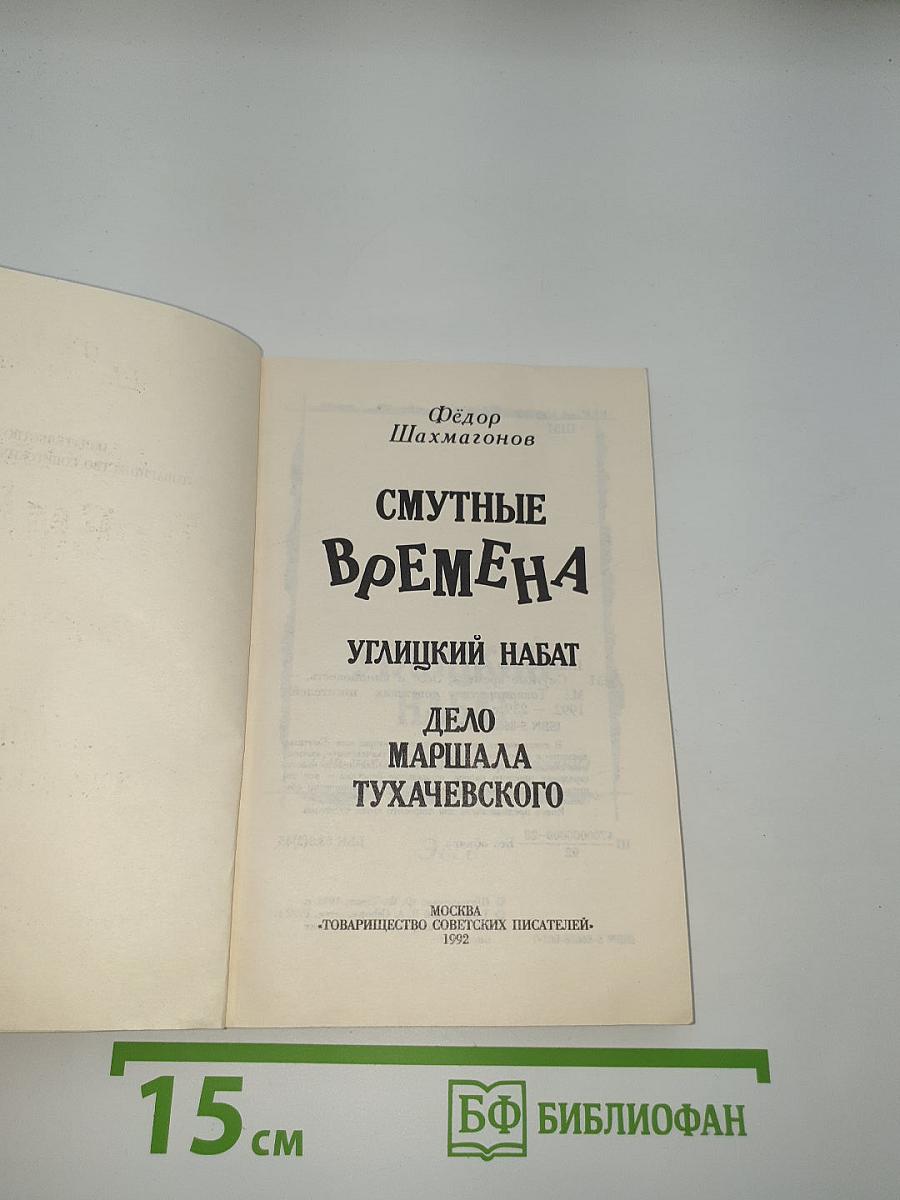 Фёдор
Шахмагонов
СМУТНЫЕ
ВРЕМЕНА
УГЛИЦКИЙ НАБАТ
ДЕЛО
МАРШАЛА
ТУХАЧЕВСКОГО
МОСКВА
«ТОВАРИЩЕСТВО СОВЕТСКИХ ПИСАТЕЛЕЙ»
1992
15 см
БФ БИБЛИОФАН